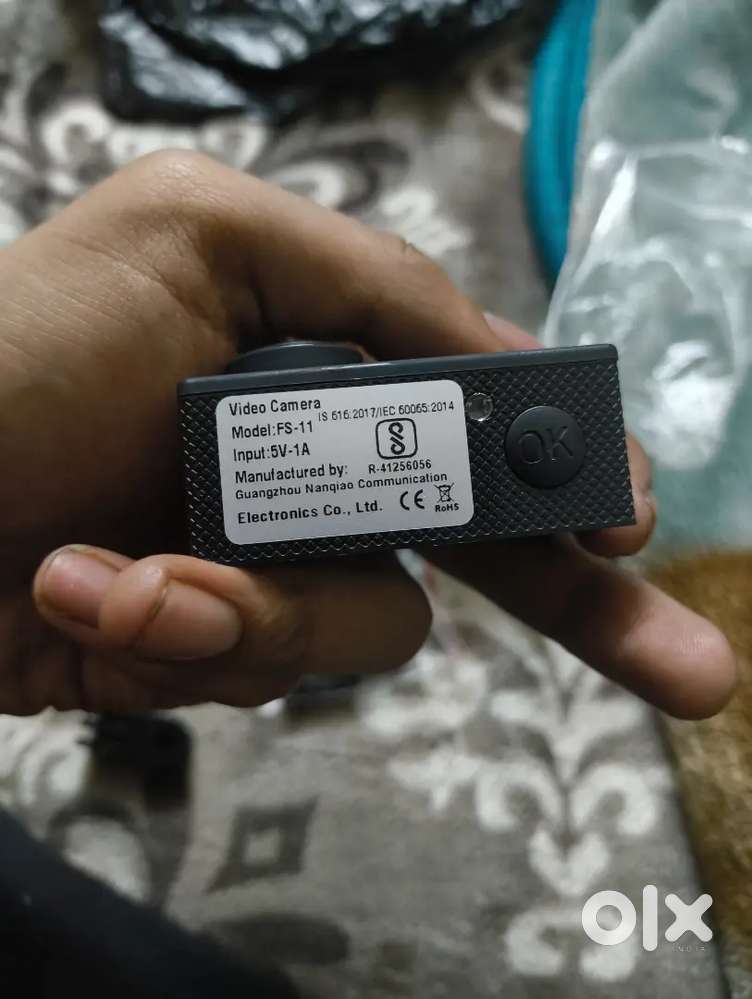 Video Camera
IS 616:2017/IEC 60065:2014
Model:FS-11
Input:5V-1A
Manufactured by:
R-41256056
Guangzhou Nanqiao Communication
Electronics Co., Ltd.
CE
RoHS
OK
olx
INDIA